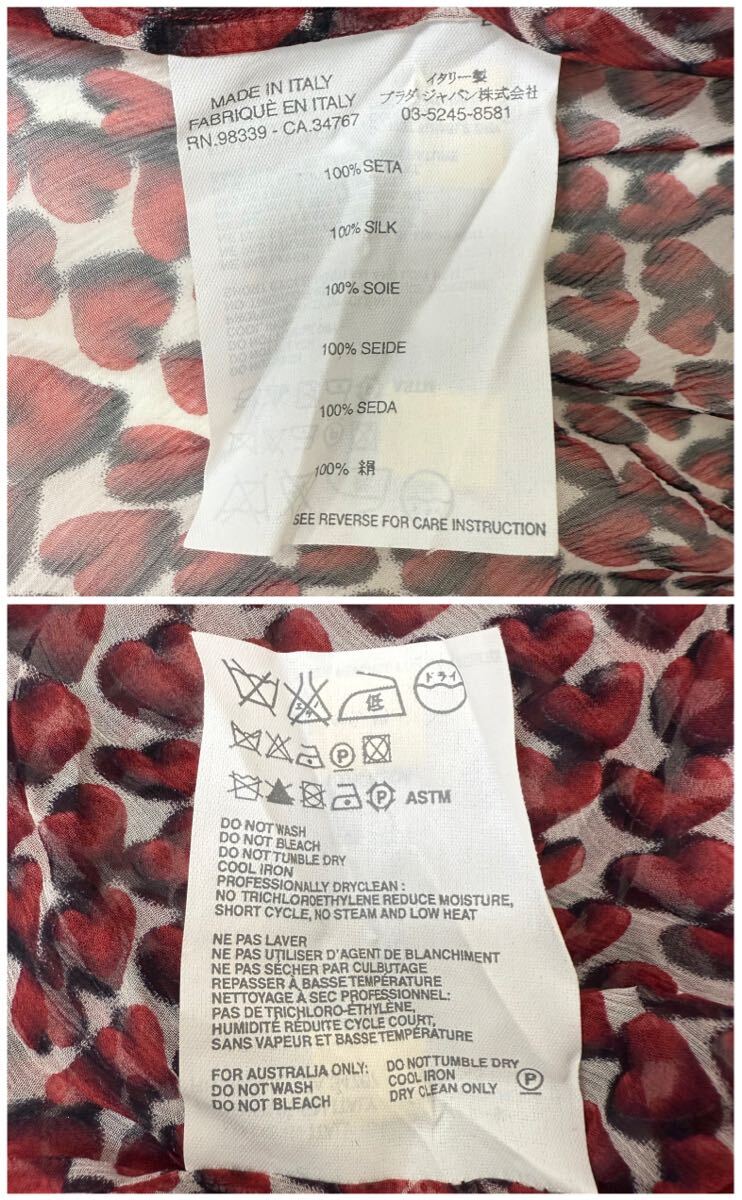 MADE IN ITALY
FABRIQUÈ EN ITALY
RN.98339 - CA.34767
イタリー製
プラダ・ジャパン株式会社
03-5245-8581
100% SETA
100% SILK
100% SOIE
100% SEIDE
100% SEDA
100% 絹
SEE REVERSE FOR CARE INSTRUCTION
エンソ
低
ドライ
P
P ASTM
DO NOT WASH
DO NOT BLEACH
DO NOT TUMBLE DRY
COOL IRON
PROFESSIONALLY DRYCLEAN :
NO TRICHLOROETHYLENE REDUCE MOISTURE,
SHORT CYCLE, NO STEAM AND LOW HEAT
NE PAS LAVER
NE PAS UTILISER D'AGENT DE BLANCHIMENT
NE PAS SÉCHER PAR CULBUTAGE
REPASSER À BASSE TEMPÉRATURE
NETTOYAGE À SEC PROFESSIONNEL:
PAS DE TRICHLORO-ÉTHYLÈNE,
HUMIDITÉ RÉDUITE CYCLE COURT,
SANS VAPEUR ET BASSE TEMPÉRATURE
FOR AUSTRALIA ONLY:
DO NOT WASH
DO NOT BLEACH
DO NOT TUMBLE DRY
COOL IRON
DRY CLEAN ONLY
P